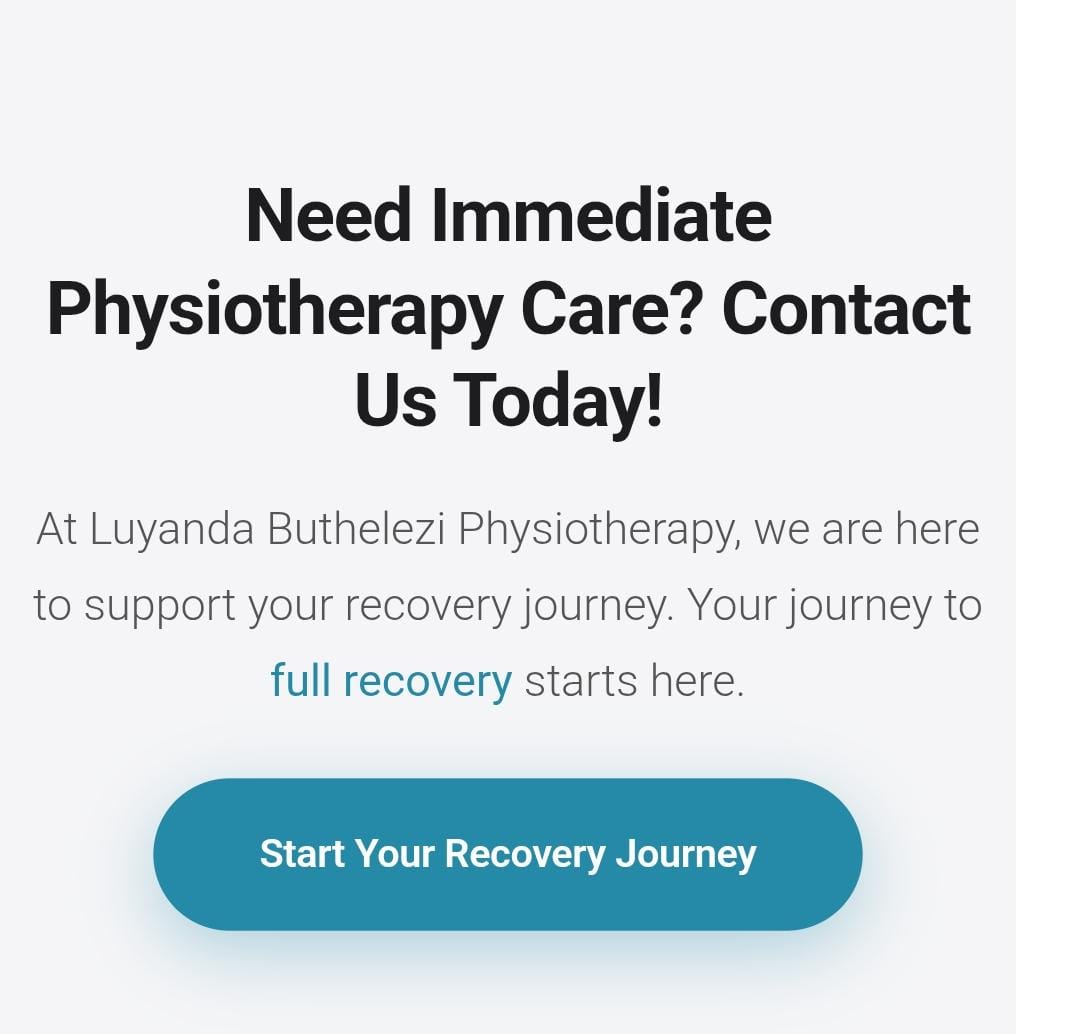 Need Immediate
Physiotherapy Care? Contact
Us Today!
At Luyanda Buthelezi Physiotherapy, we are here
to support your recovery journey. Your journey to
full recovery starts here.
Start Your Recovery Journey